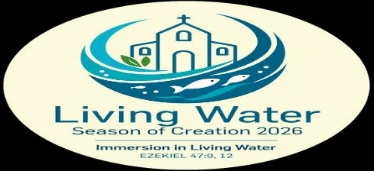 Living Water
Season of Creation 2026
Immersion in Living Water
EZEKIEL 47:9, 12